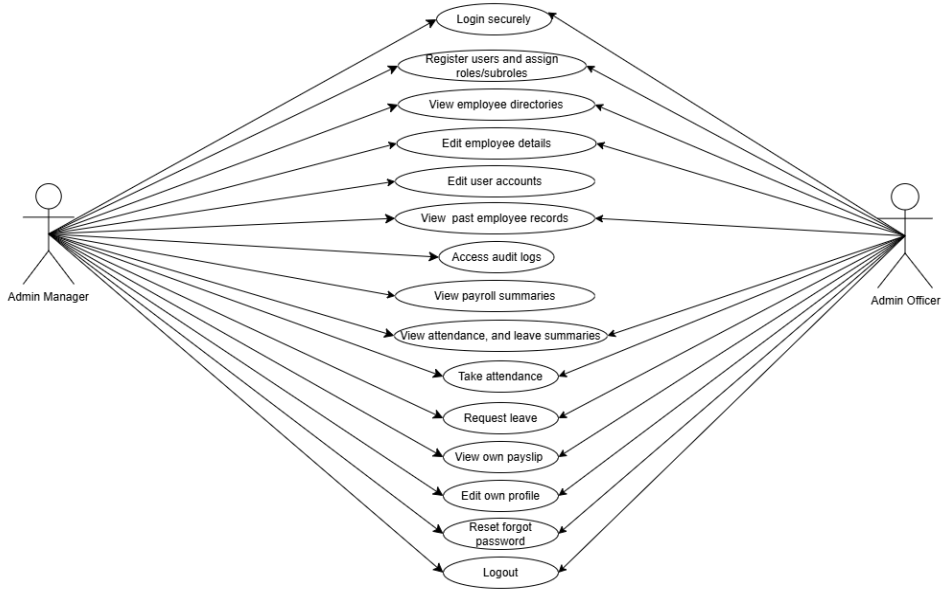 Login securely
Register users and assign
roles/subroles
View employee directories
Edit employee details
Edit user accounts
View past employee records
Access audit logs
Admin Manager
View payroll summaries
Admin Officer
View attendance, and leave summaries
Take attendance
Request leave
View own payslip
Edit own profile
Reset forgot
password
Logout